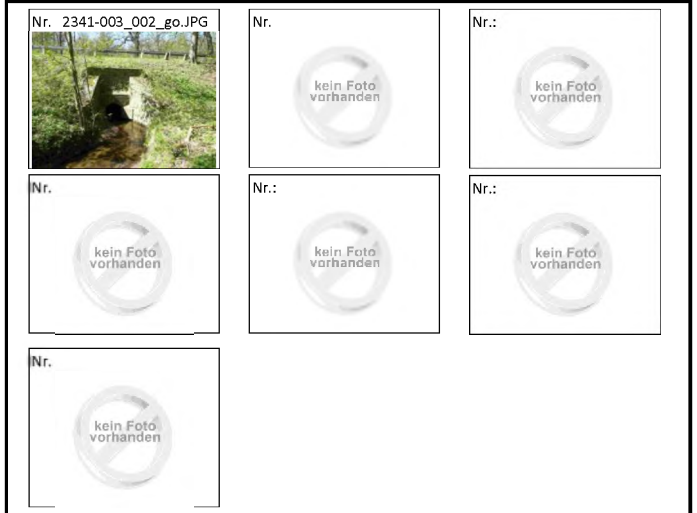 Nr. 2341-003_002_go.JPG
Nr.
kein Foto
vorhanden
Nr.:
kein Foto
vorhanden
Nr.
kein Foto
vorhanden
Nr.:
kein Foto
vorhanden
Nr.:
kein Foto
vorhanden
Nr.
kein Foto
vorhanden